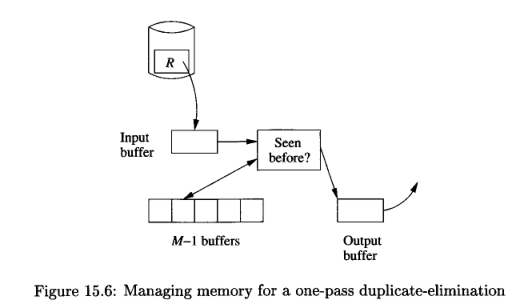 R
Input
buffer
Seen
before?
M−1 buffers
Output
buffer
Figure 15.6: Managing memory for a one-pass duplicate-elimination